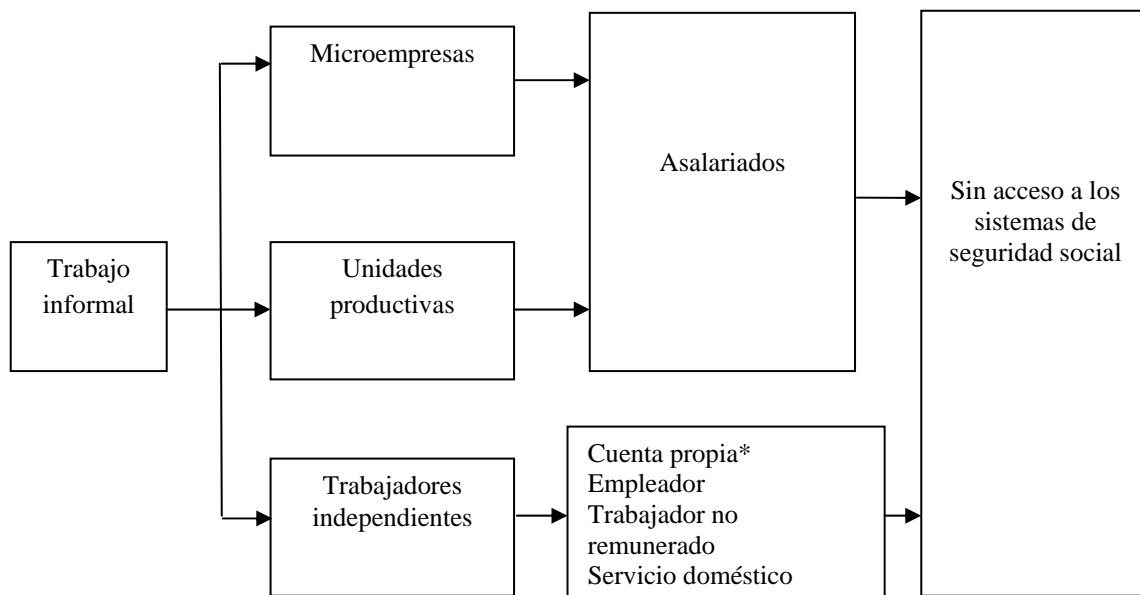 Microempresas
Asalariados
Sin acceso a los
sistemas de
seguridad social
Trabajo
informal
Unidades
productivas
Trabajadores
independientes
Cuenta propia*
Empleador
Trabajador no
remunerado
Servicio doméstico